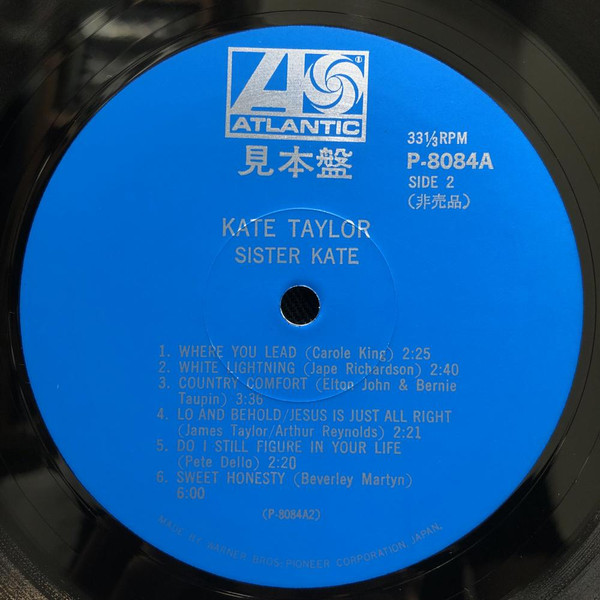 ATLANTIC
見本盤
33 1/3 RPM
P-8084A
SIDE 2
(非売品)
KATE TAYLOR
SISTER KATE
1. WHERE YOU LEAD (Carole King) 2:25
2. WHITE LIGHTNING (Jape Richardson) 2:40
3. COUNTRY COMFORT (Elton John & Bernie
Taupin) 3:36
4. LO AND BEHOLD/JESUS IS JUST ALL RIGHT
(James Taylor/Arthur Reynolds) 2:21
5. DO I STILL FIGURE IN YOUR LIFE
(Pete Dello) 2:20
6. SWEET HONESTY (Beverley Martyn)
6:00
(P-8084A2)
MADE BY WARNER BROS.-PIONEER CORPORATION, JAPAN.